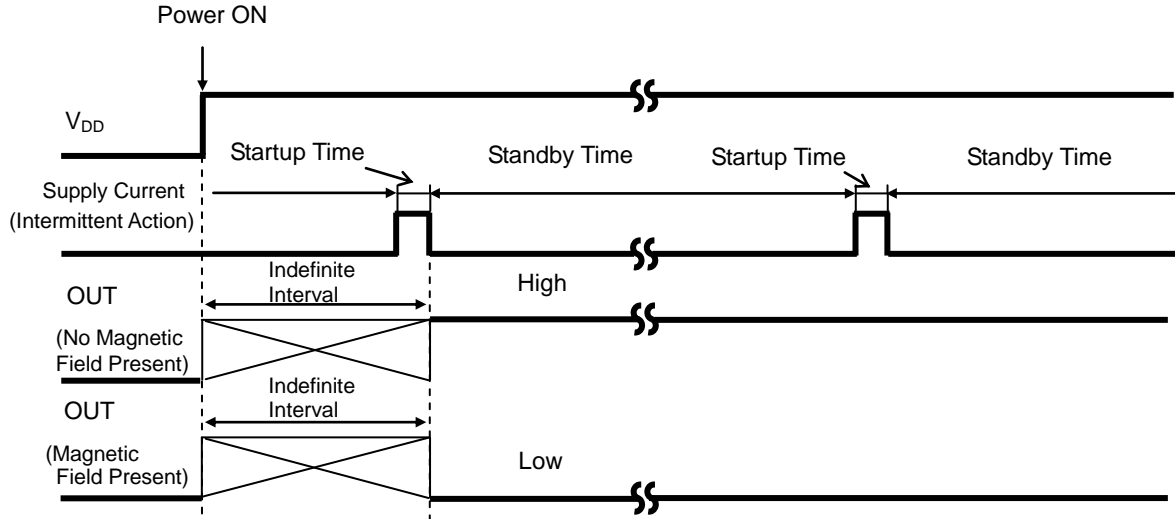 Power ON
V_DD
Startup Time
Standby Time
Startup Time
Standby Time
Supply Current
(Intermittent Action)
Indefinite
Interval
High
OUT
(No Magnetic
Field Present)
Indefinite
Interval
OUT
(Magnetic
Field Present)
Low